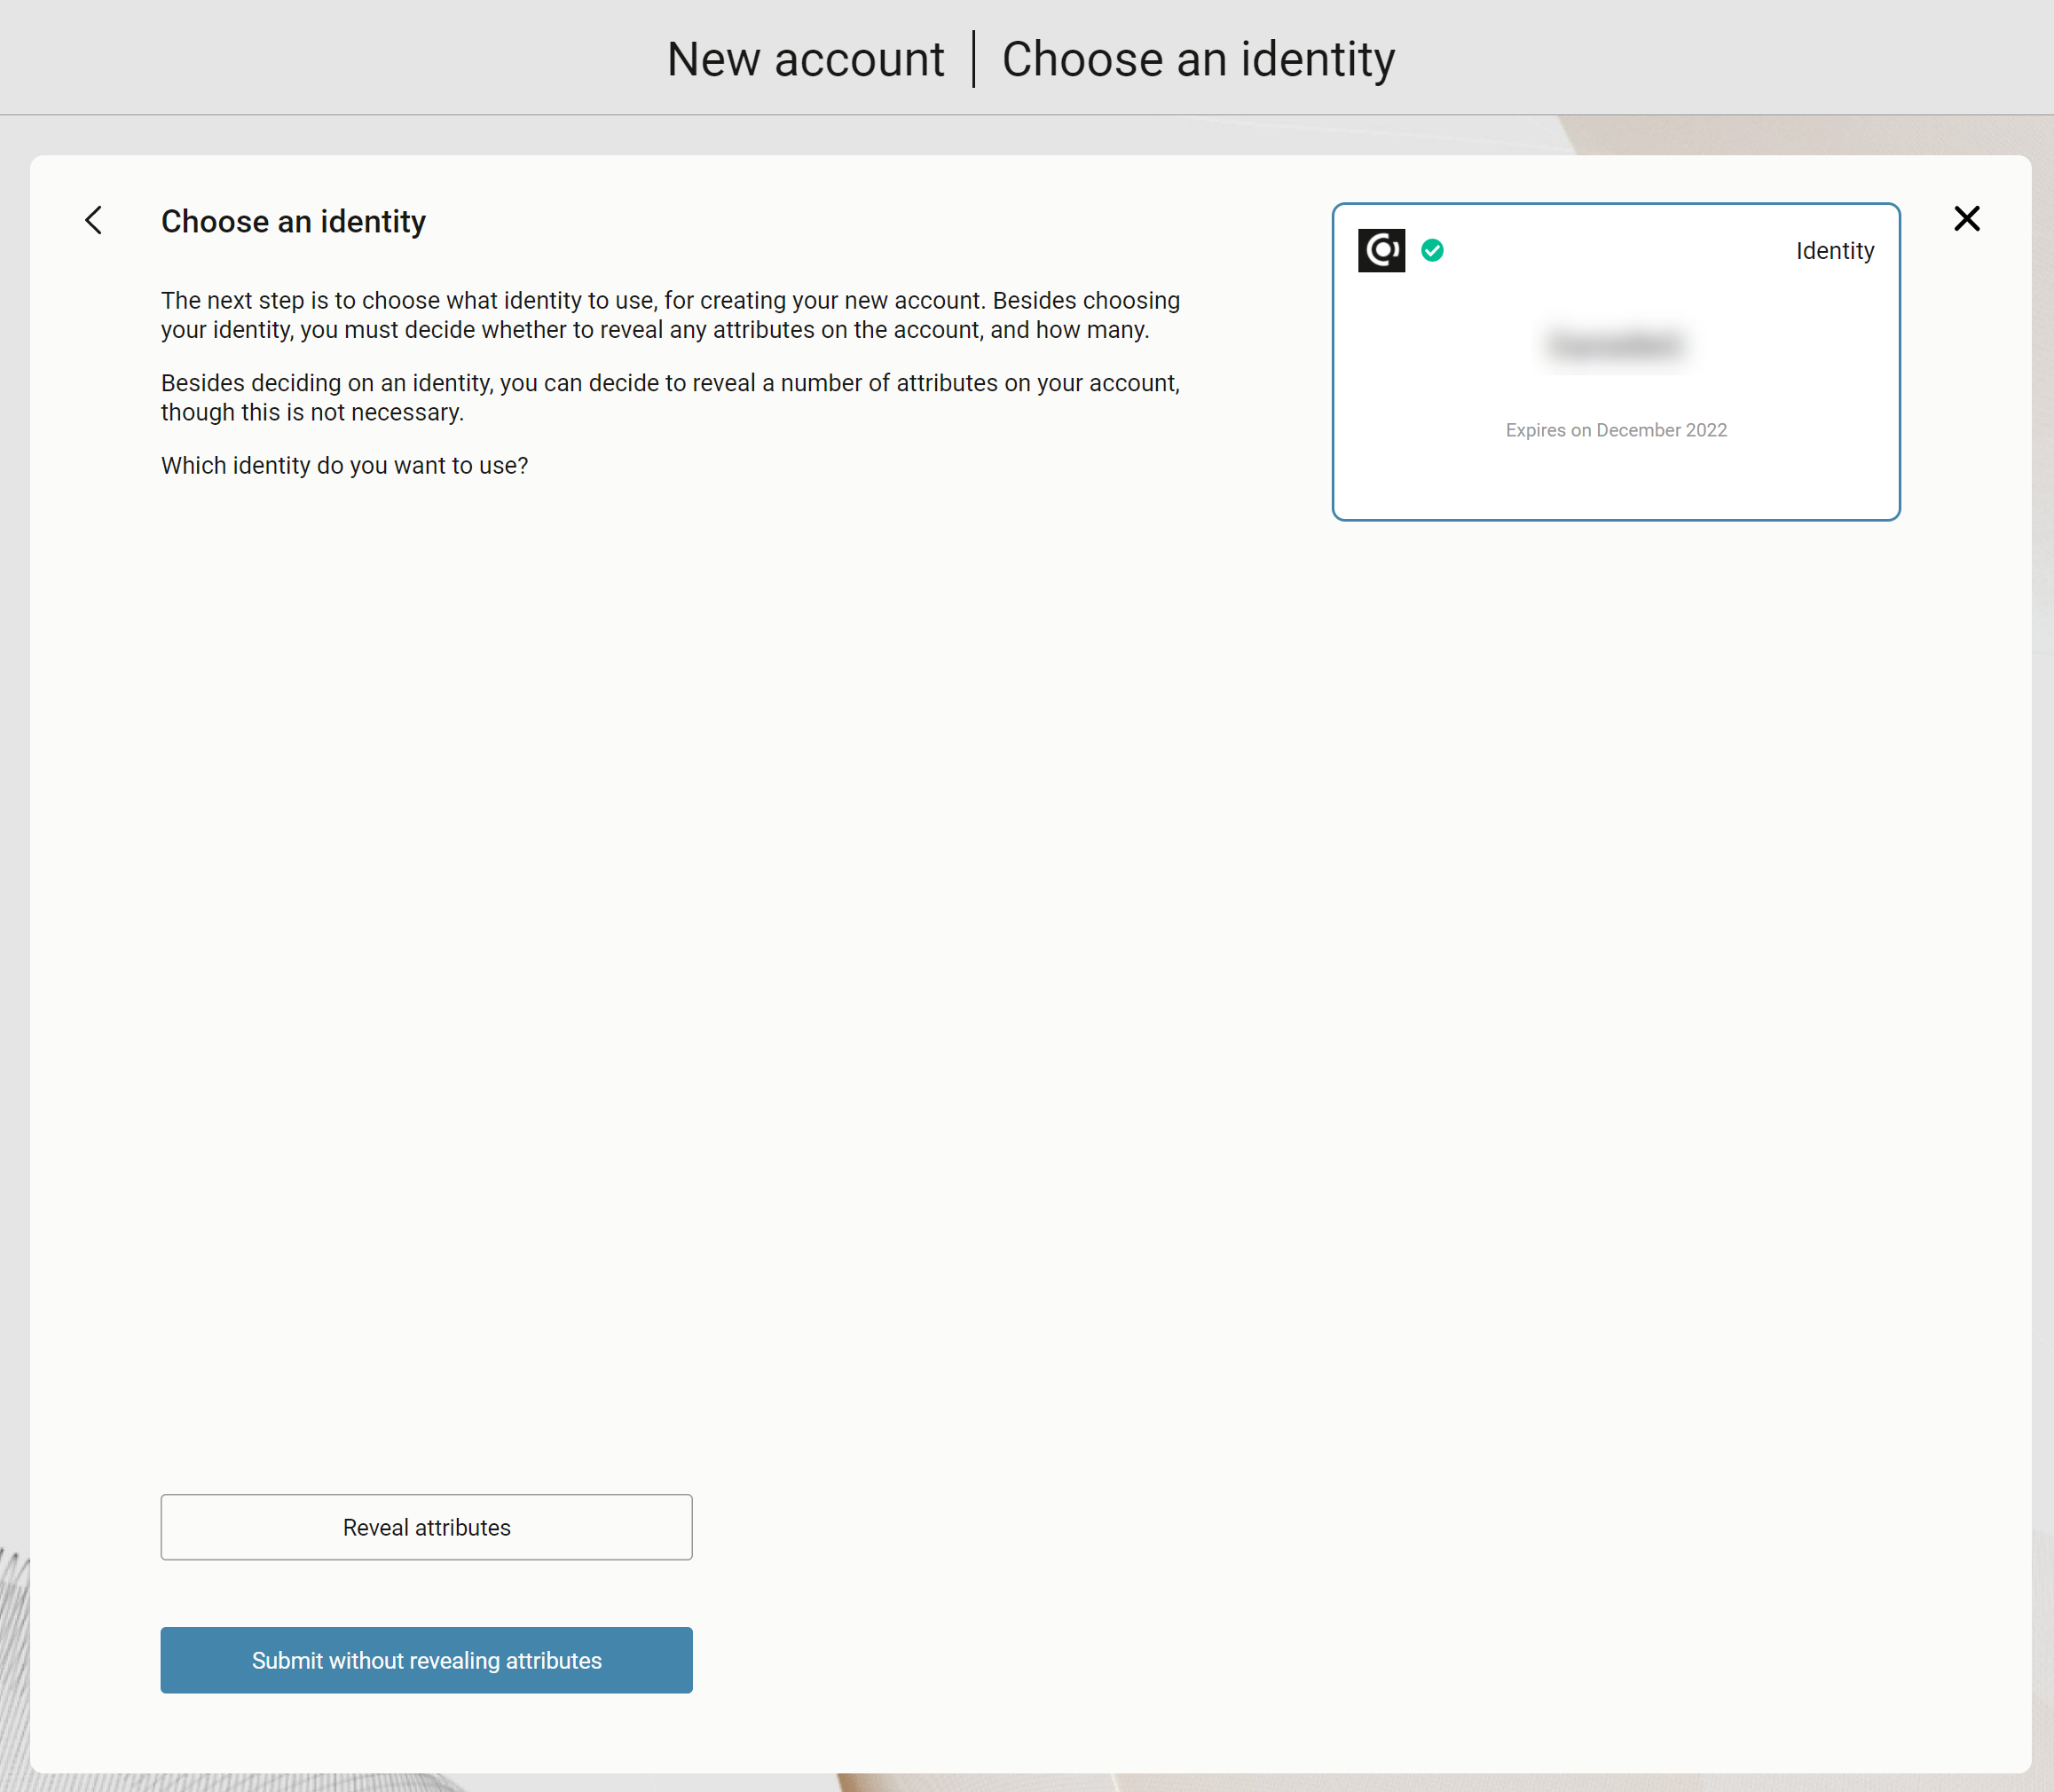 New account | Choose an identity
Choose an identity
The next step is to choose what identity to use, for creating your new account. Besides choosing
your identity, you must decide whether to reveal any attributes on the account, and how many.
Besides deciding on an identity, you can decide to reveal a number of attributes on your account,
though this is not necessary.
Which identity do you want to use?
Identity
Expires on December 2022
Reveal attributes
Submit without revealing attributes